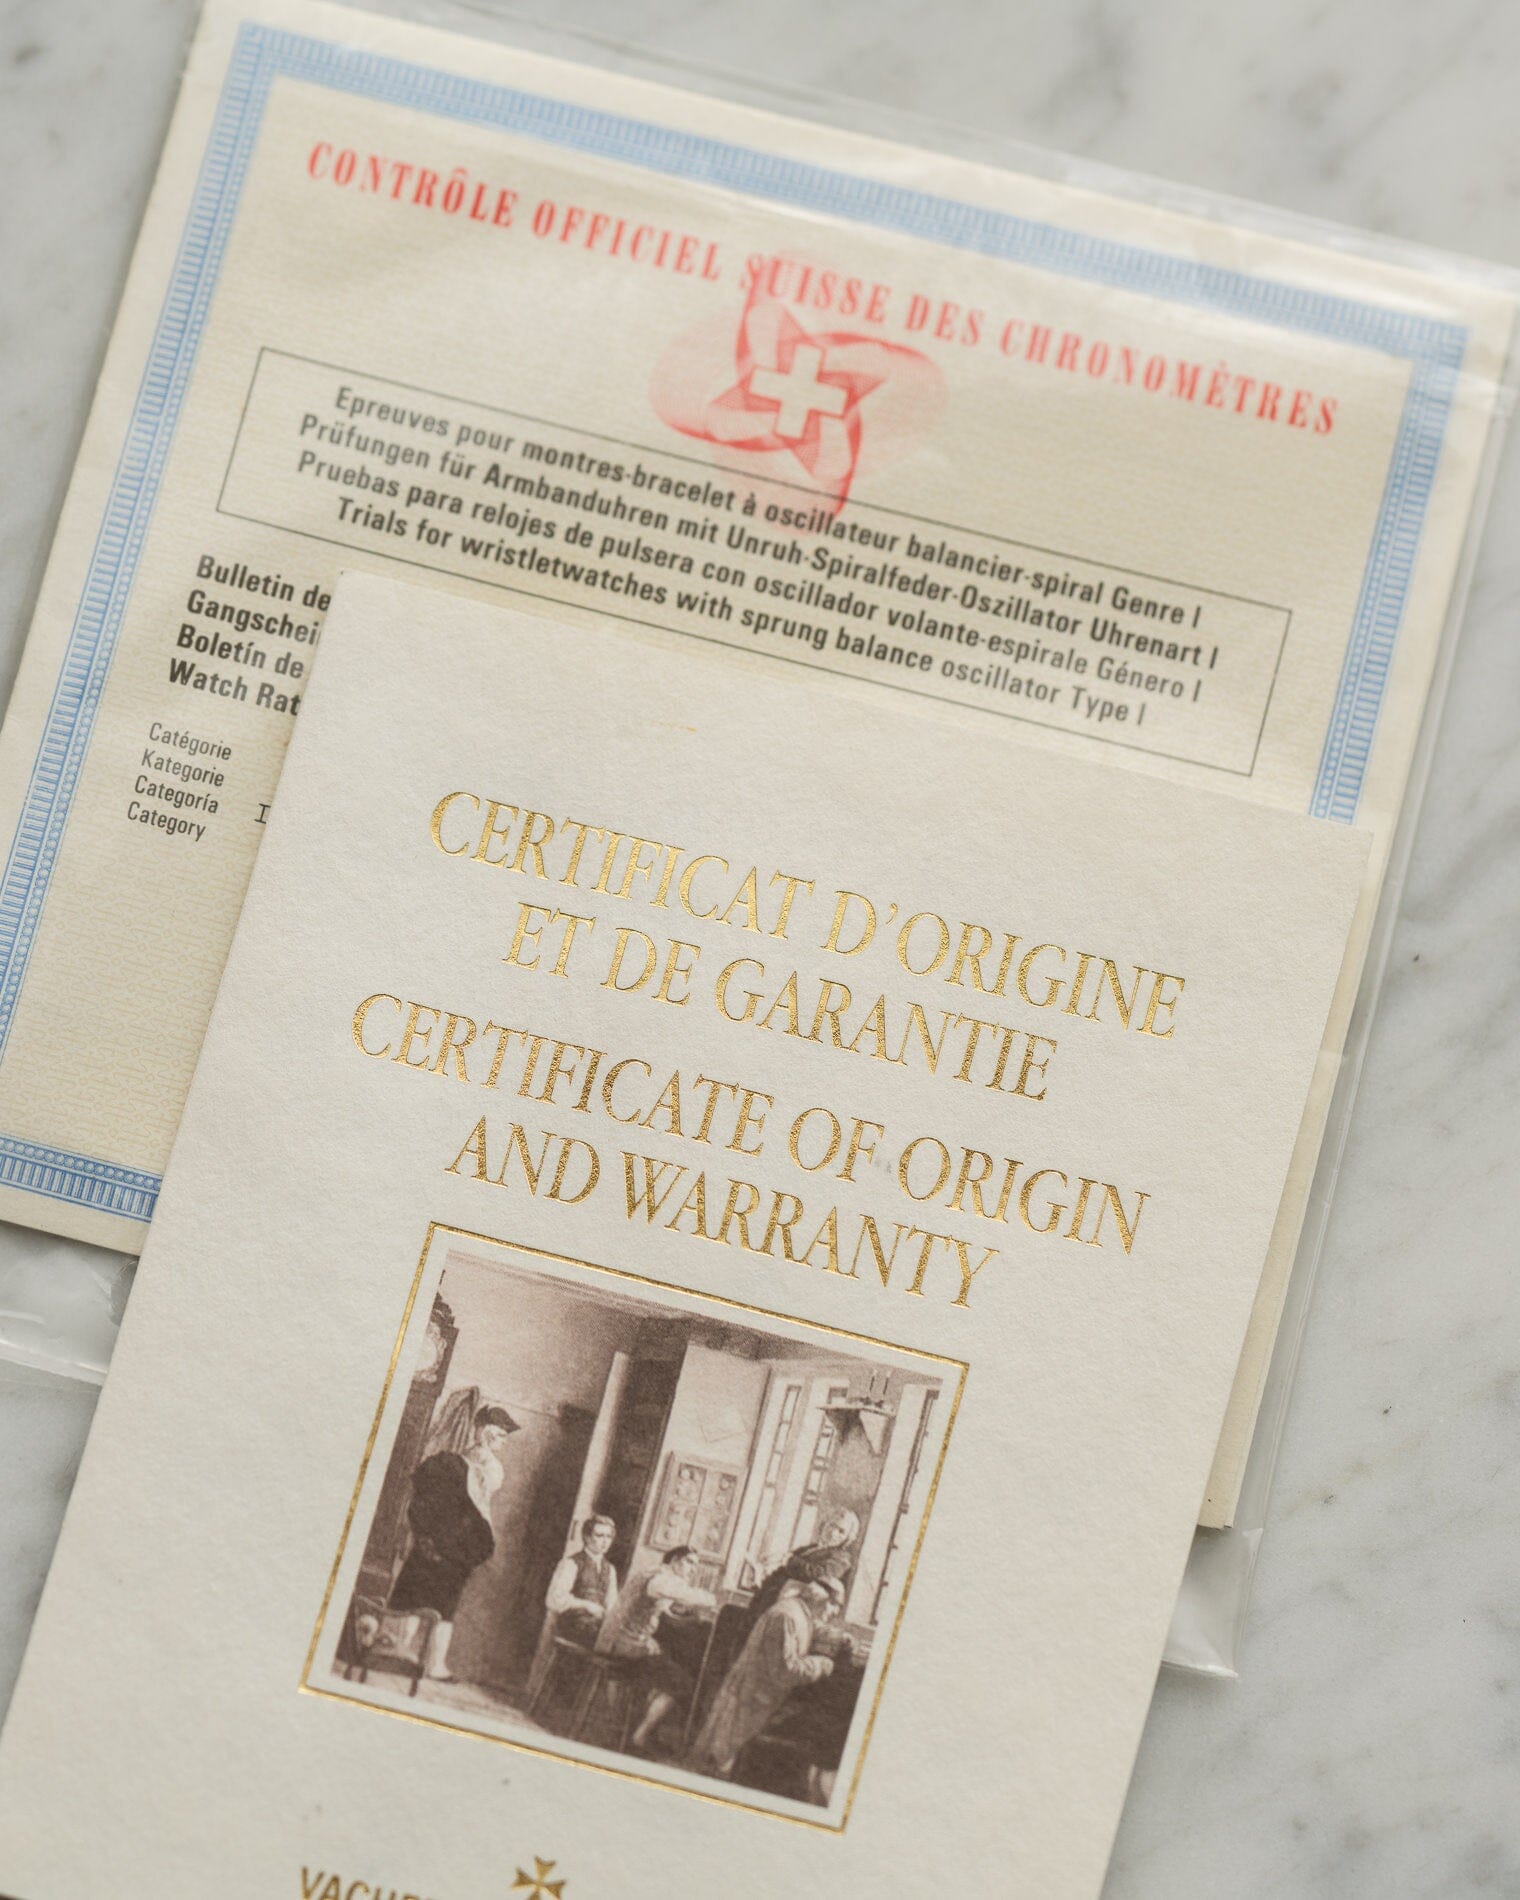 CONTRÔLE OFFICIEL SUISSE DES CHRONOMÈTRES
Epreuves pour montres-bracelet à oscillateur balancier-spiral Genre I
Prüfungen für Armbanduhren mit Unruh-Spiralfeder-Oszillator Uhrenart I
Pruebas para relojes de pulsera con oscillador volante-espirale Género I
Trials for wristletwatches with sprung balance oscillator Type I
Bulletin de
Gangschei
Boletín de
Watch Rat
Catégorie
Kategorie
Categoría
Category
I
CERTIFICAT D'ORIGINE
ET DE GARANTIE
CERTIFICATE OF ORIGIN
AND WARRANTY